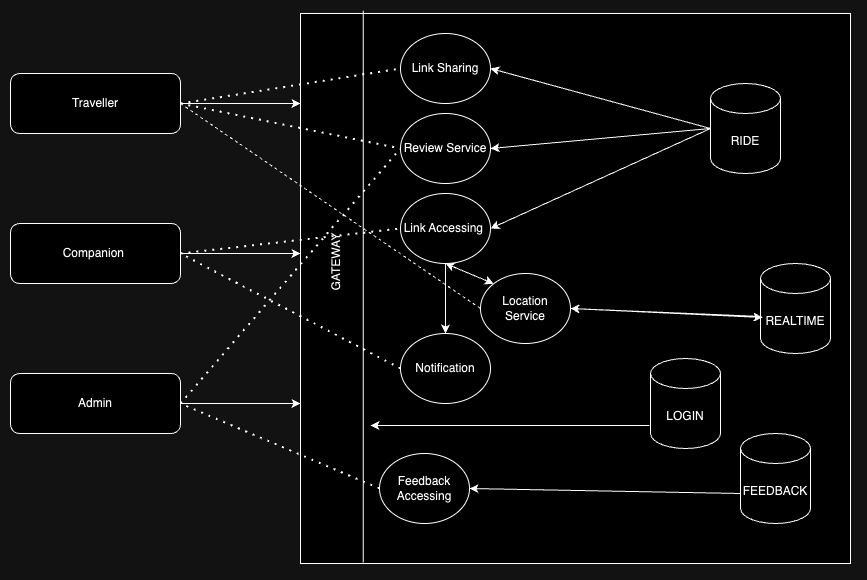 Traveller
Companion
Admin
GATEWAY
Link Sharing
Review Service
Link Accessing
Location
Service
Notification
Feedback
Accessing
RIDE
REALTIME
LOGIN
FEEDBACK